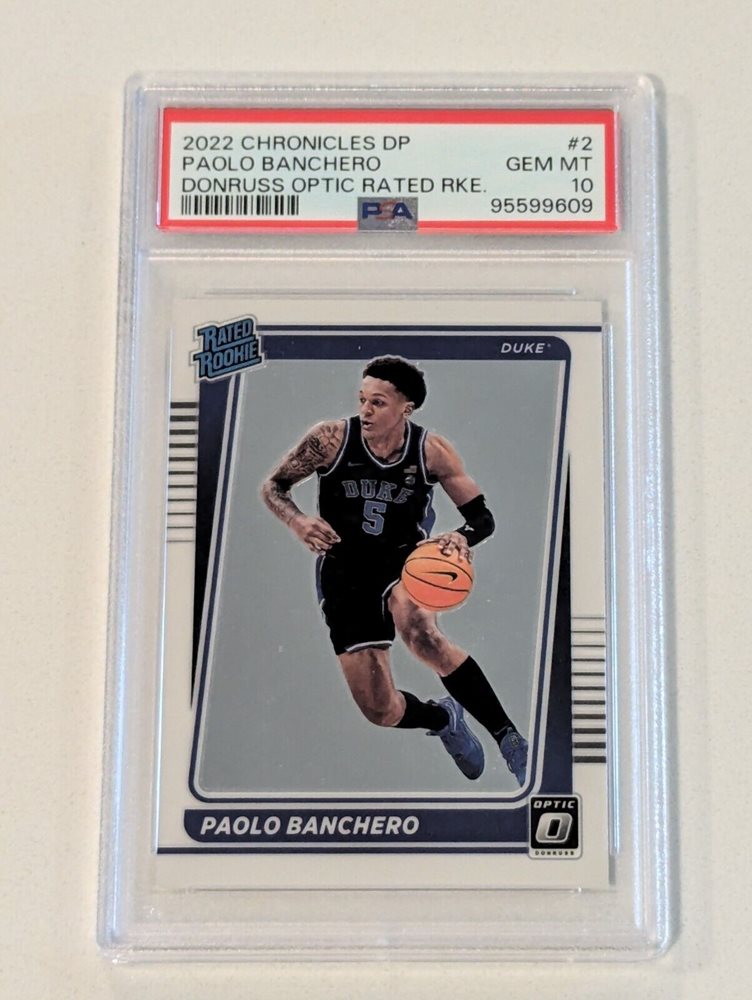 2022 CHRONICLES DP #2
PAOLO BANCHERO GEM MT
DONRUSS OPTIC RATED RKE. 10
PSA 95599609
RATED
ROOKIE
DUKE
DUKE
5
PAOLO BANCHERO
OPTIC
DONRUSS